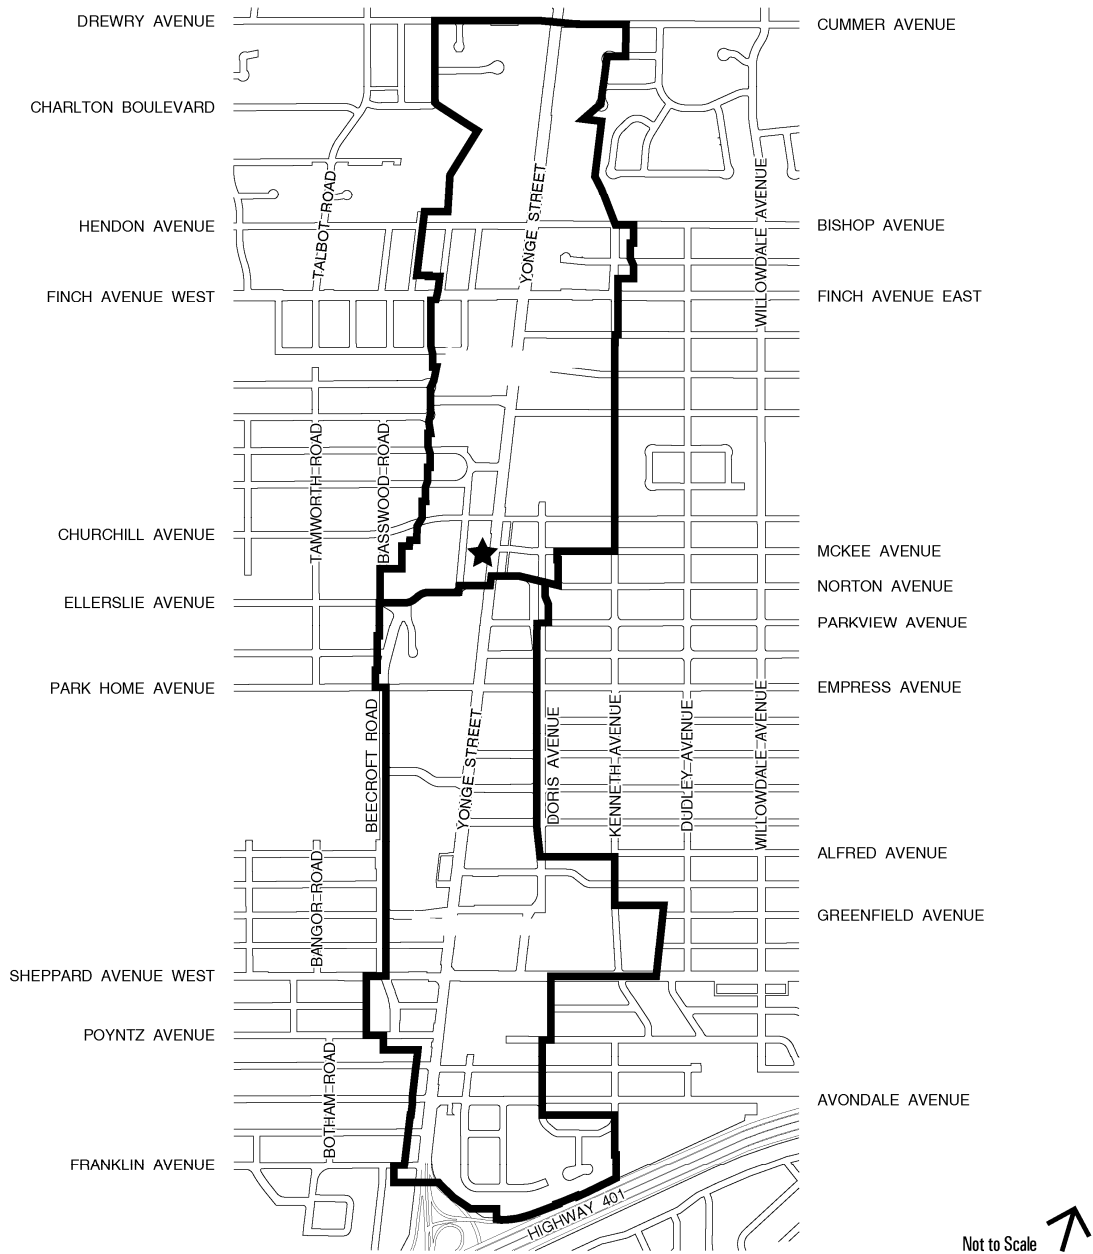 DREWRY AVENUE
CUMMER AVENUE
CHARLTON BOULEVARD
TALBOT ROAD
YONGE STREET
WILLOWDALE AVENUE
HENDON AVENUE
BISHOP AVENUE
FINCH AVENUE WEST
FINCH AVENUE EAST
TAMWORTH ROAD
BASSWOOD ROAD
CHURCHILL AVENUE
MCKEE AVENUE
NORTON AVENUE
ELLERSLIE AVENUE
PARKVIEW AVENUE
PARK HOME AVENUE
EMPRESS AVENUE
BEECROFT ROAD
YONGE STREET
DORIS AVENUE
KENNETH AVENUE
DUDLEY AVENUE
WILLOWDALE AVENUE
ALFRED AVENUE
BANGOR ROAD
GREENFIELD AVENUE
SHEPPARD AVENUE WEST
POYNTZ AVENUE
BOTHAM ROAD
AVONDALE AVENUE
FRANKLIN AVENUE
HIGHWAY 401
Not to Scale